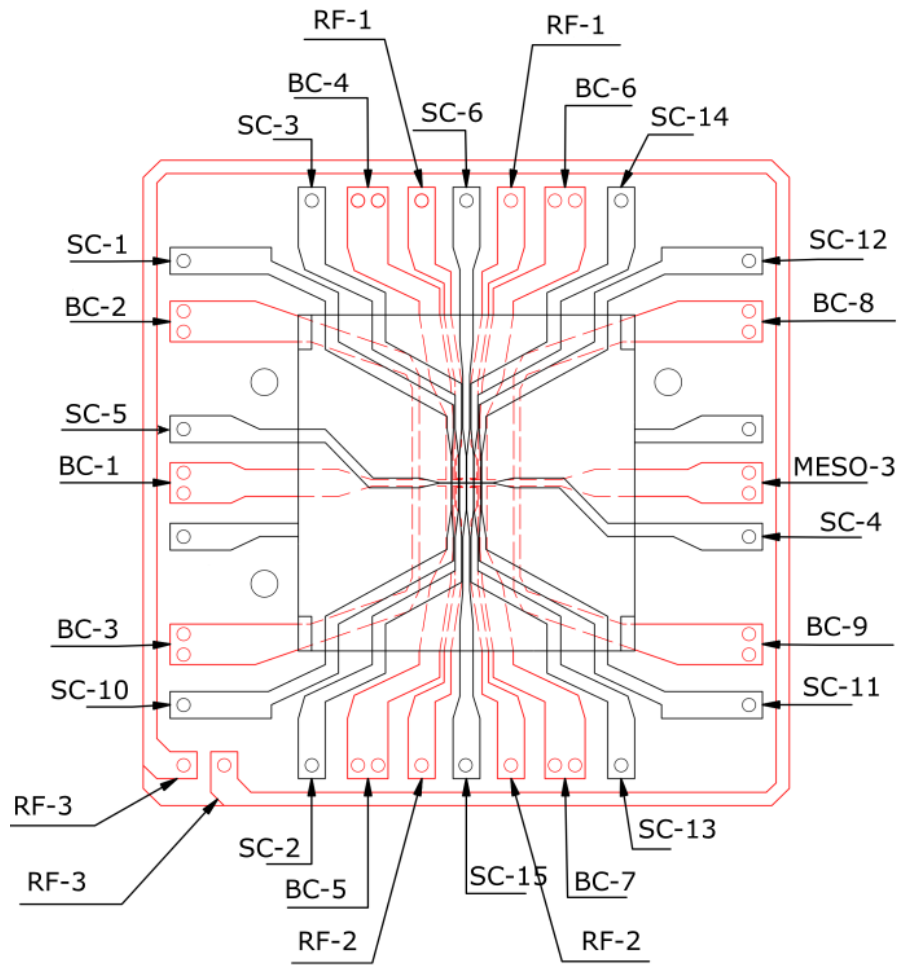 RF-1
RF-1
BC-4
BC-6
SC-6
SC-3
SC-14
SC-1
SC-12
BC-2
BC-8
SC-5
BC-1
MESO-3
SC-4
BC-3
BC-9
SC-10
SC-11
RF-3
SC-13
SC-2
RF-3
SC-15
BC-7
BC-5
RF-2
RF-2